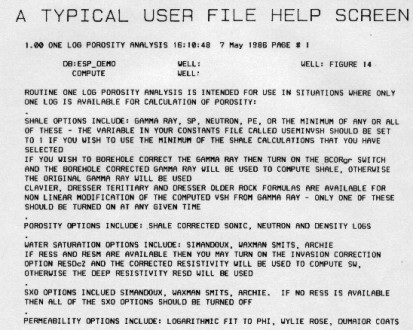 A TYPICAL USER FILE HELP SCREEN
1.00 ONE LOG POROSITY ANALYSIS 16:10:48 7 May 1986 PAGE # 1
DB:ESP_DEMO WELL: WELL: FIGURE 14
COMPUTE WELL:
ROUTINE ONE LOG POROSITY ANALYSIS IS INTENDED FOR USE IN SITUATIONS WHERE ONLY
ONE LOG IS AVAILABLE FOR CALCULATION OF POROSITY:
.
SHALE OPTIONS INCLUDE: GAMMA RAY, SP, NEUTRON, PE, OR THE MINIMUM OF ANY OR ALL
OF THESE - THE VARIABLE IN YOUR CONSTANTS FILE CALLED USEMINVSH SHOULD BE SET
TO 1 IF YOU WISH TO USE THE MINIMUM OF THE SHALE CALCULATIONS THAT YOU HAVE
SELECTED
IF YOU WISH TO BOREHOLE CORRECT THE GAMMA RAY THEN TURN ON THE BCORgr SWITCH
AND THE BOREHOLE CORRECTED GAMMA RAY WILL BE USED TO COMPUTE SHALE, OTHERWISE
THE ORIGINAL GAMMA RAY WILL BE USED
CLAVIER, DRESSER TERITIARY AND DRESSER OLDER ROCK FORMULAS ARE AVAILABLE FOR
NON LINEAR MODIFICATION OF THE COMPUTED VSH FROM GAMMA RAY - ONLY ONE OF THESE
SHOULD BE TURNED ON AT ANY GIVEN TIME
.
POROSITY OPTIONS INCLUDE: SHALE CORRECTED SONIC, NEUTRON AND DENSITY LOGS
.
WATER SATURATION OPTIONS INCLUDE: SIMANDOUX, WAXMAN SMITS, ARCHIE
IF RESS AND RESM ARE AVAILABLE THEN YOU MAY TURN ON THE INVASION CORRECTION
OPTION RESDc2 AND THE CORRECTED RESISTIVITY WILL BE USED TO COMPUTE SW,
OTHERWISE THE DEEP RESISTIVITY RESD WILL BE USED
.
SXO OPTIONS INCLUED SIMANDOUX, WAXMAN SMITS, ARCHIE. IF NO RESS IS AVAILABLE
THEN ALL OF THE SXO OPTIONS SHOULD BE TURNED OFF
.
PERMEABILITY OPTIONS INCLUDE: LOGARITHMIC FIT TO PHI, WYLIE ROSE, DUMAIOR COATS